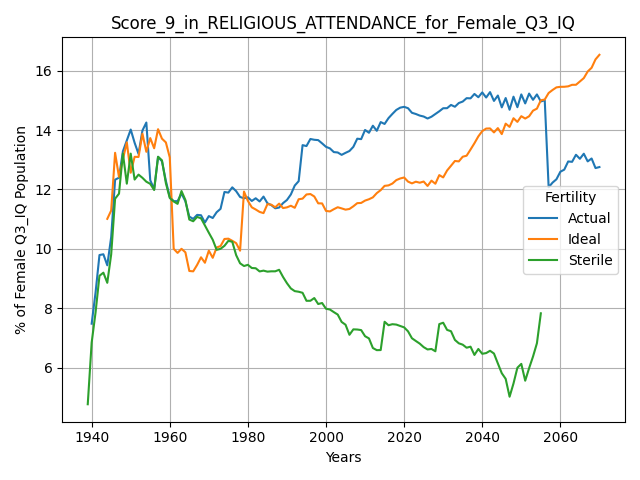 Score_9_in_RELIGIOUS_ATTENDANCE_for_Female_Q3_IQ
% of Female Q3_IQ Population
16
14
12
10
8
6
Fertility
Actual
Ideal
Sterile
1940 1960 1980 2000 2020 2040 2060
Years